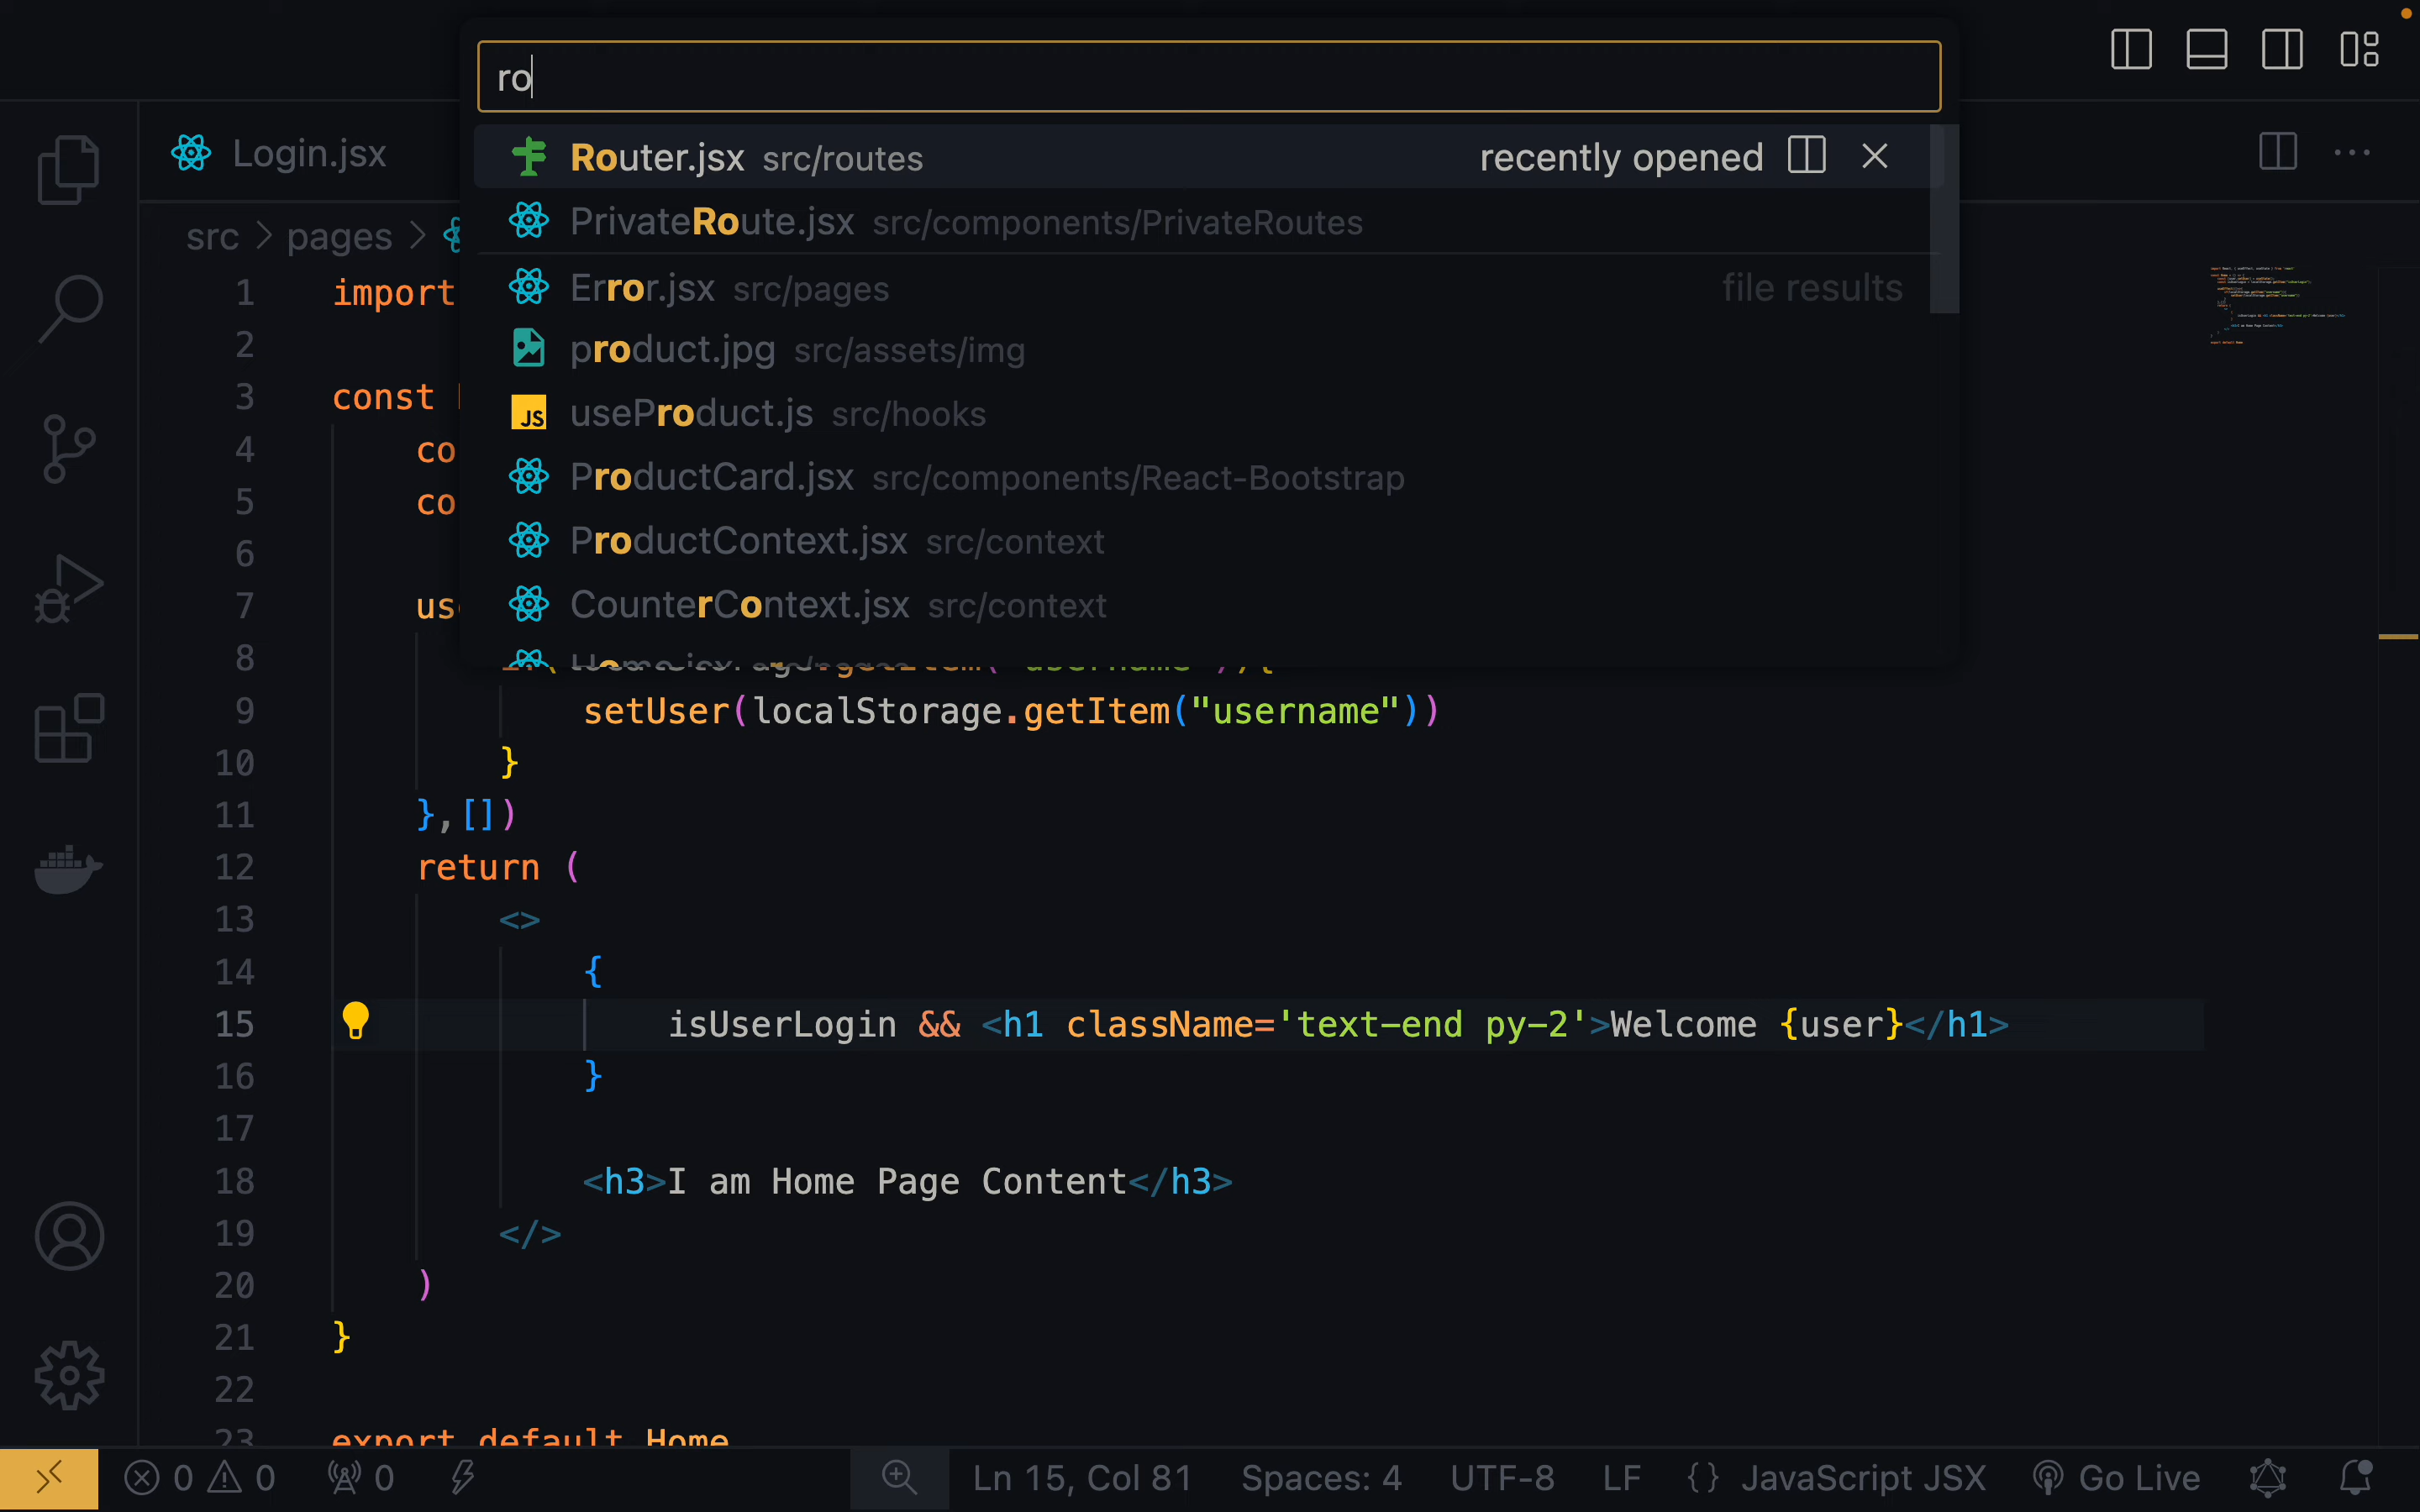 ro
Router.jsx src/routes recently opened
PrivateRoute.jsx src/components/PrivateRoutes
Error.jsx src/pages file results
product.jpg src/assets/img
JS useProduct.js src/hooks
ProductCard.jsx src/components/React-Bootstrap
ProductContext.jsx src/context
CounterContext.jsx src/context
Login.jsx
src > pages >
1 import
2
3 const
4 co
5 co
6
7 us
8
9 setUser(localStorage.getItem("username"))
10 }
11 },[])
12 return (
13 <>
14 {
15 isUserLogin && <h1 className='text-end py-2'>Welcome {user}</h1>
16 }
17
18 <h3>I am Home Page Content</h3>
19 </>
20 )
21 }
22
23 export default Home
0 0 0 Ln 15, Col 81 Spaces: 4 UTF-8 LF {} JavaScript JSX Go Live